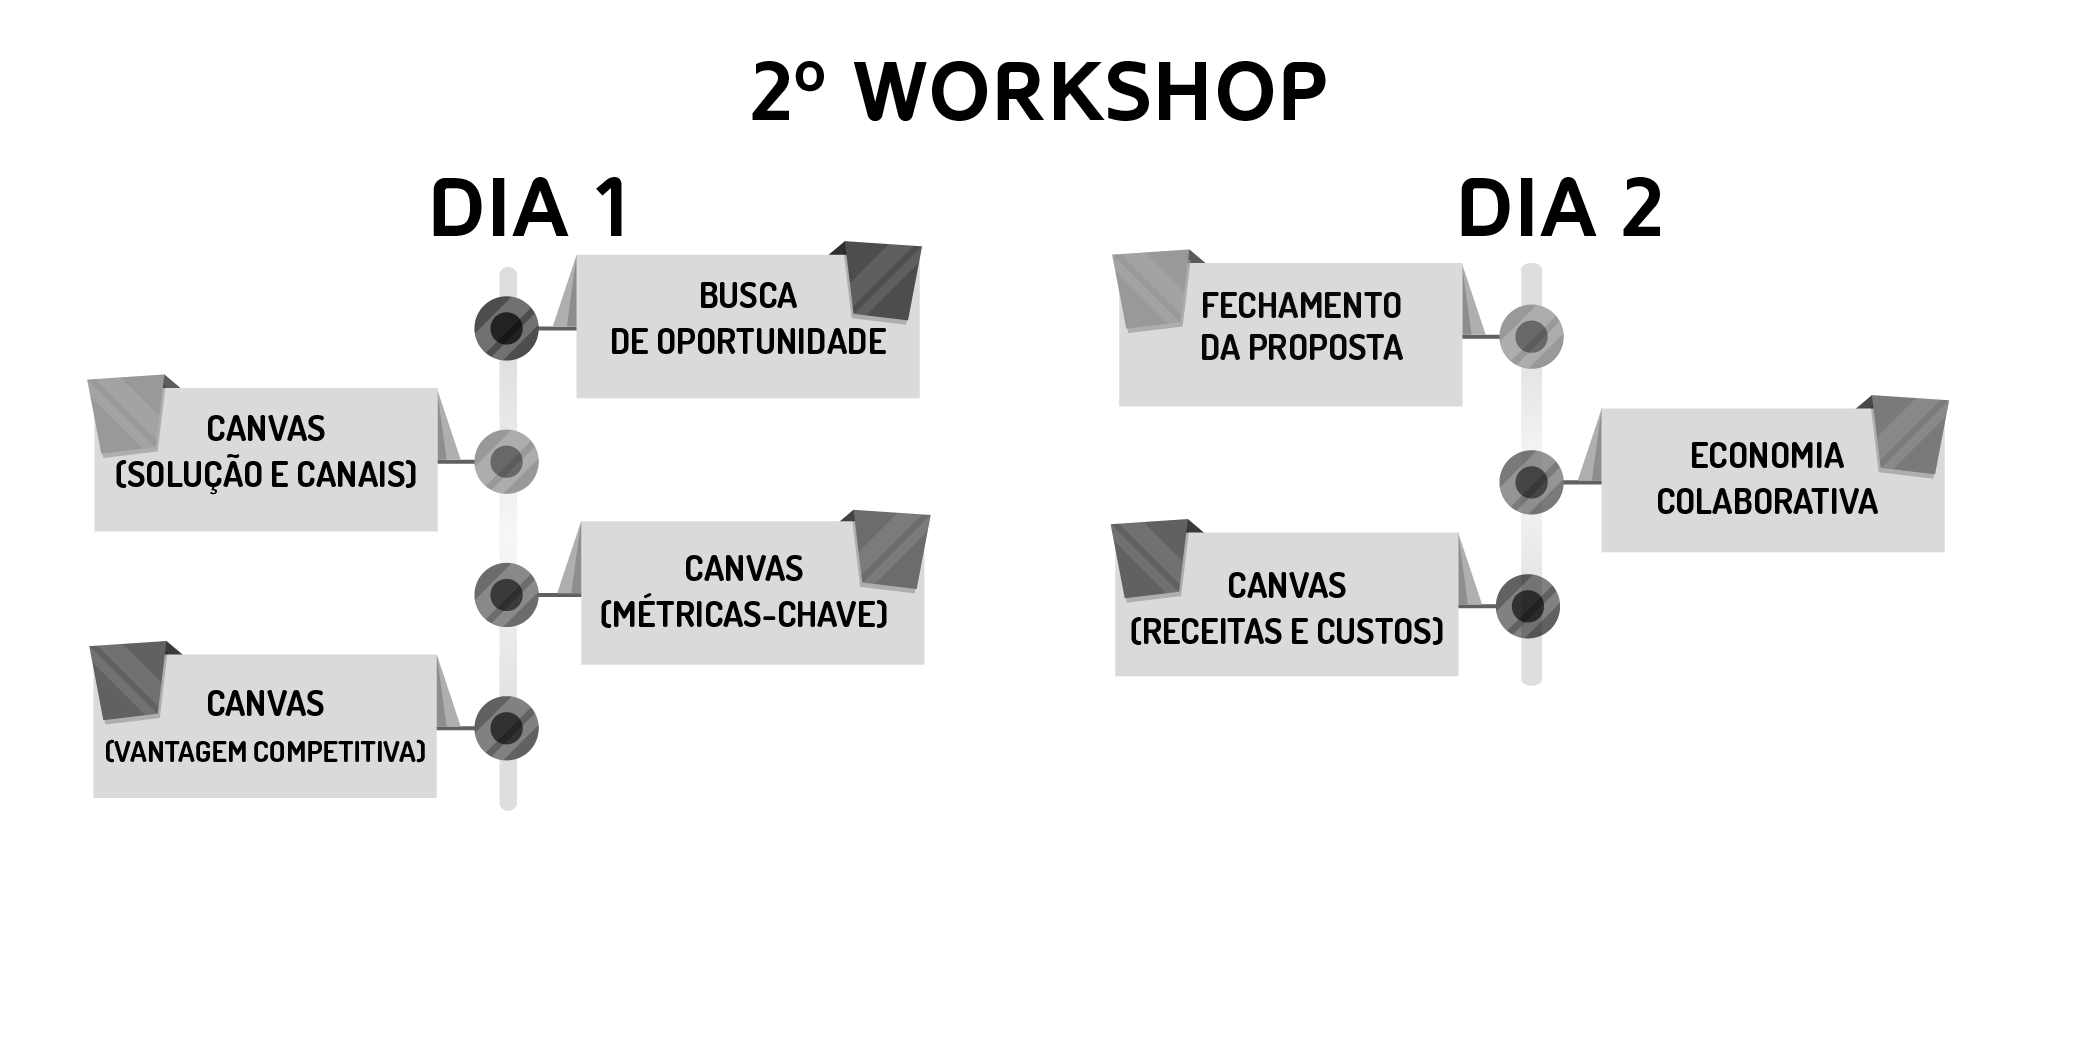 2º WORKSHOP
DIA 1
BUSCA
DE OPORTUNIDADE
CANVAS
(SOLUÇÃO E CANAIS)
CANVAS
(MÉTRICAS-CHAVE)
CANVAS
(VANTAGEM COMPETITIVA)
DIA 2
FECHAMENTO
DA PROPOSTA
ECONOMIA
COLABORATIVA
CANVAS
(RECEITAS E CUSTOS)